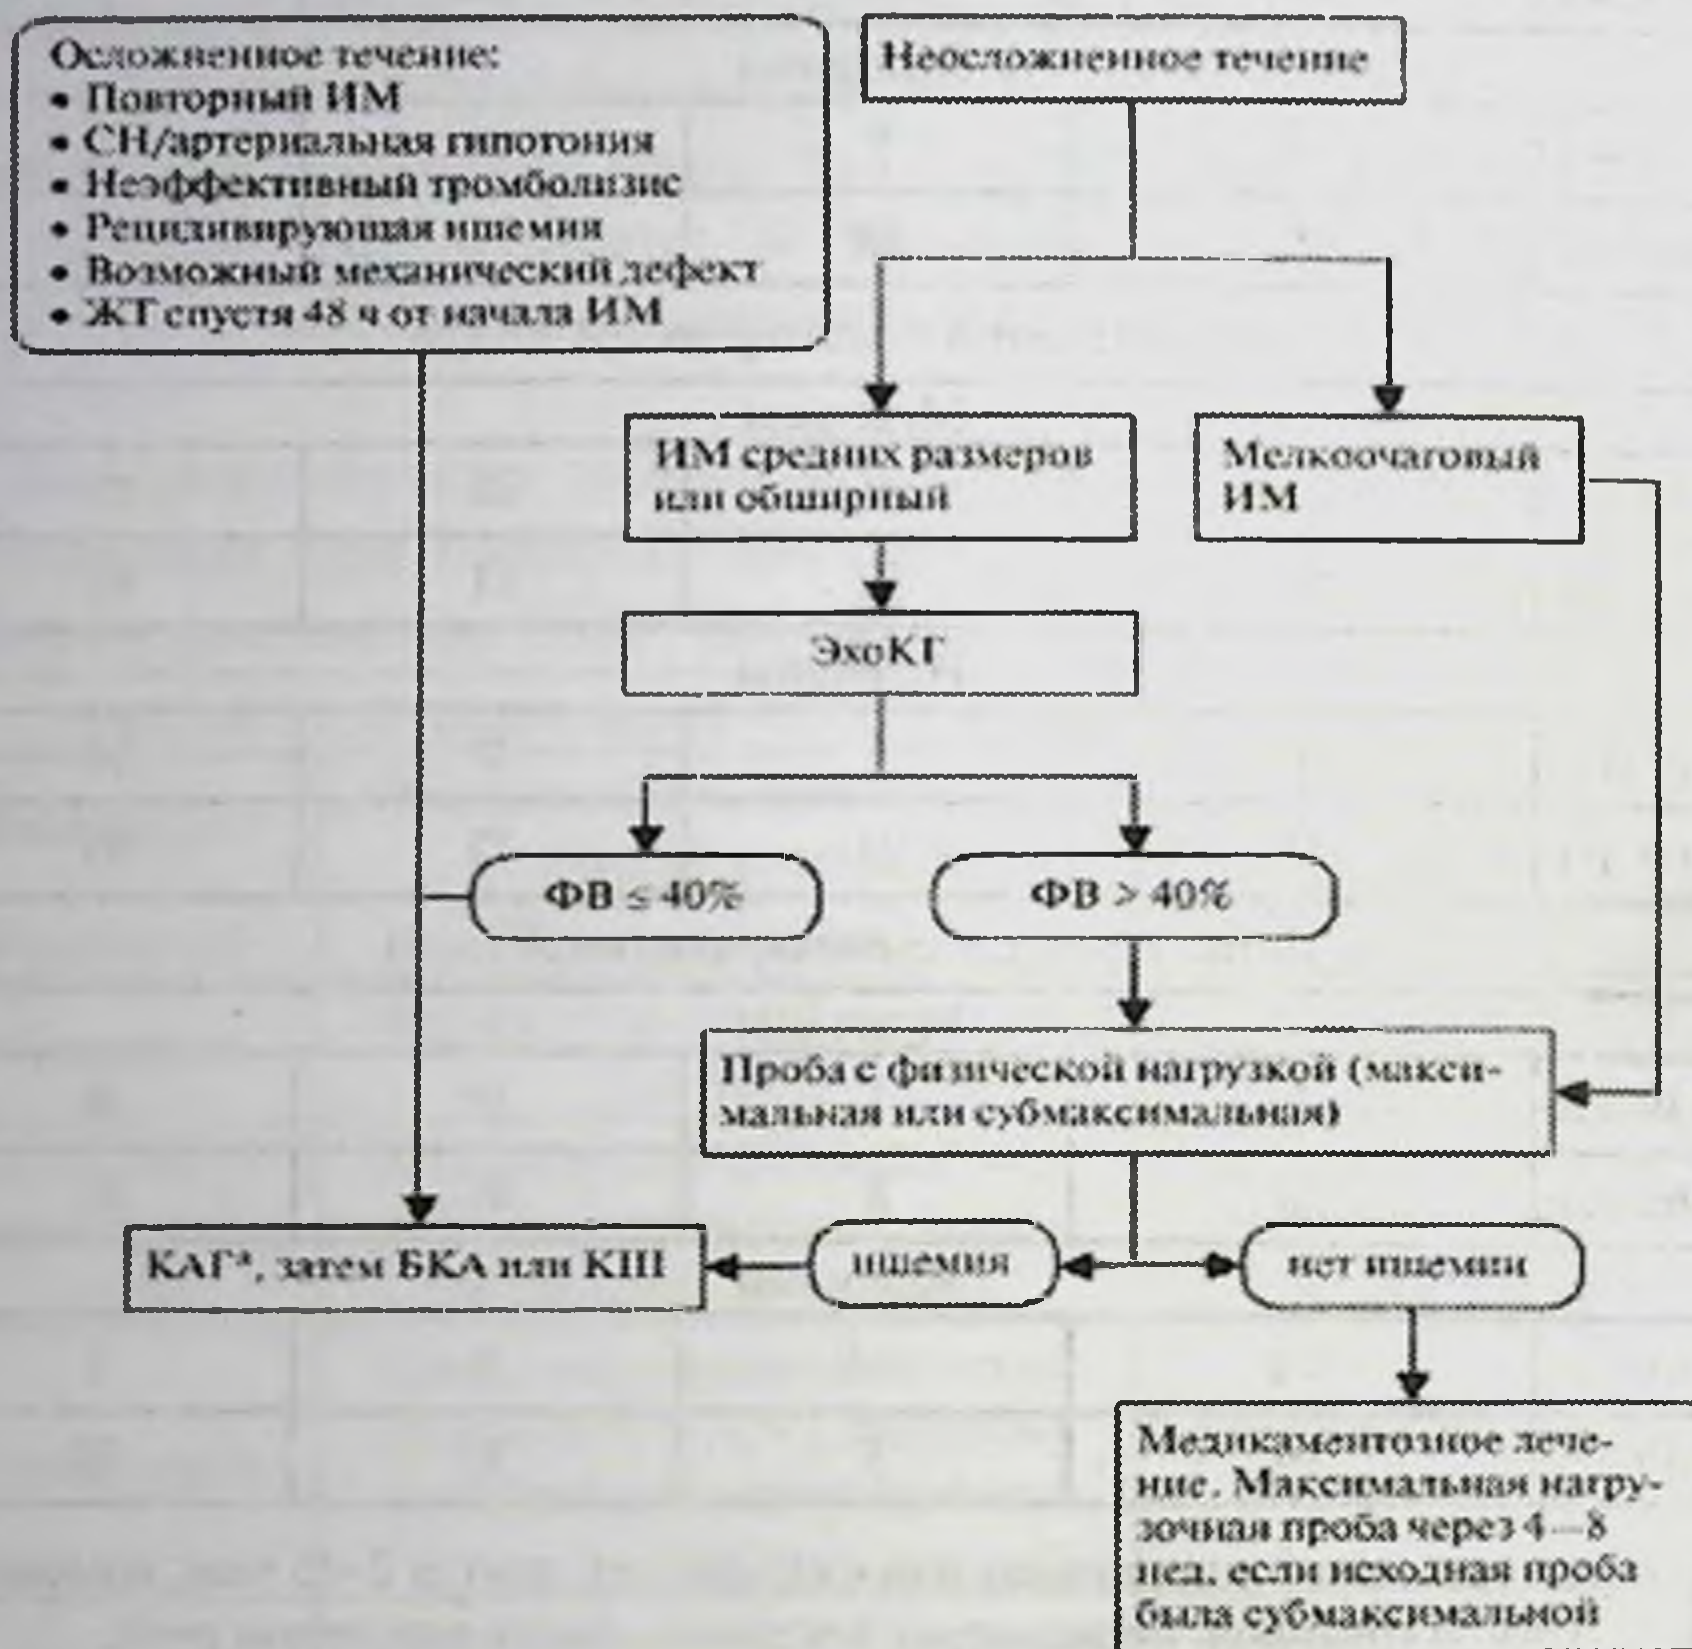 Осложненное течение:
• Повторный ИМ
• СН/артериальная гипотония
• Неэффективный тромболизис
• Рецидивирующая ишемия
• Возможный механический дефект
• ЖТ спустя 48 ч от начала ИМ
Неосложненное течение
ИМ средних размеров
или обширный
Мелкоочаговый
ИМ
ЭхоКГ
ФВ ≤ 40%
ФВ > 40%
Проба с физической нагрузкой (макси-
мальная или субмаксимальная)
КАГª, затем БКА или КШ
ишемия
нет ишемии
Медикаментозное лече-
ние. Максимальная нагру-
зочная проба через 4—8
нед, если исходная проба
была субмаксимальной